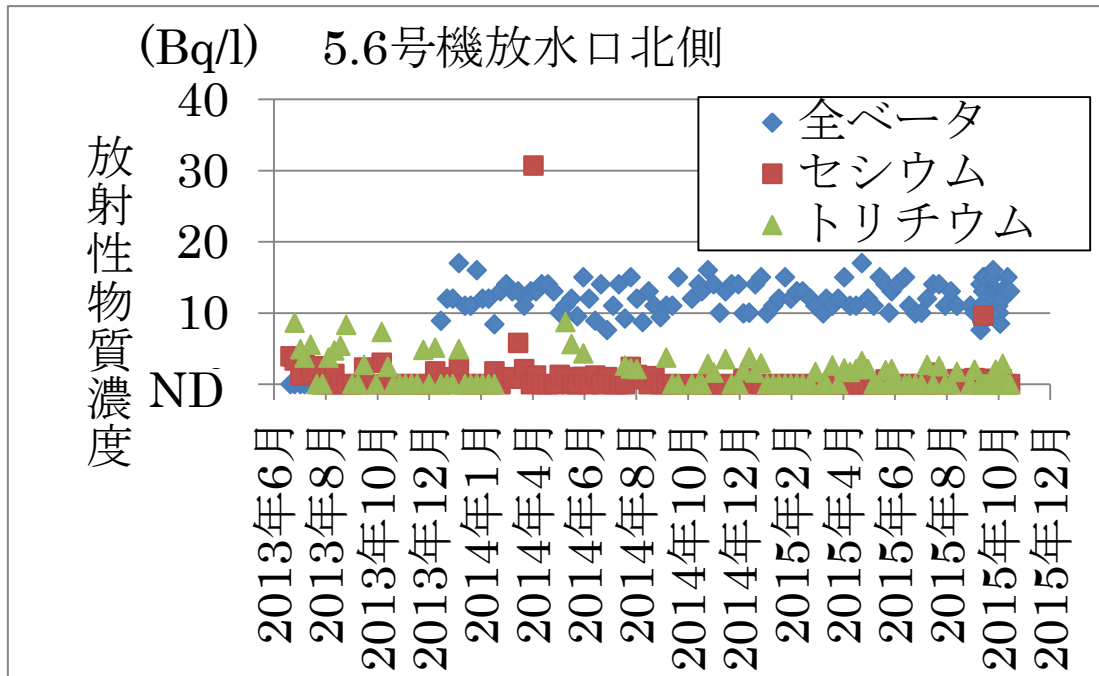 (Bq/l) 5.6号機放水口北側
放射性物質濃度
40
30
20
10
ND
全ベータ
セシウム
トリチウム
2013年6月
2013年8月
2013年10月
2013年12月
2014年1月
2014年4月
2014年6月
2014年8月
2014年10月
2014年12月
2015年2月
2015年4月
2015年6月
2015年8月
2015年10月
2015年12月